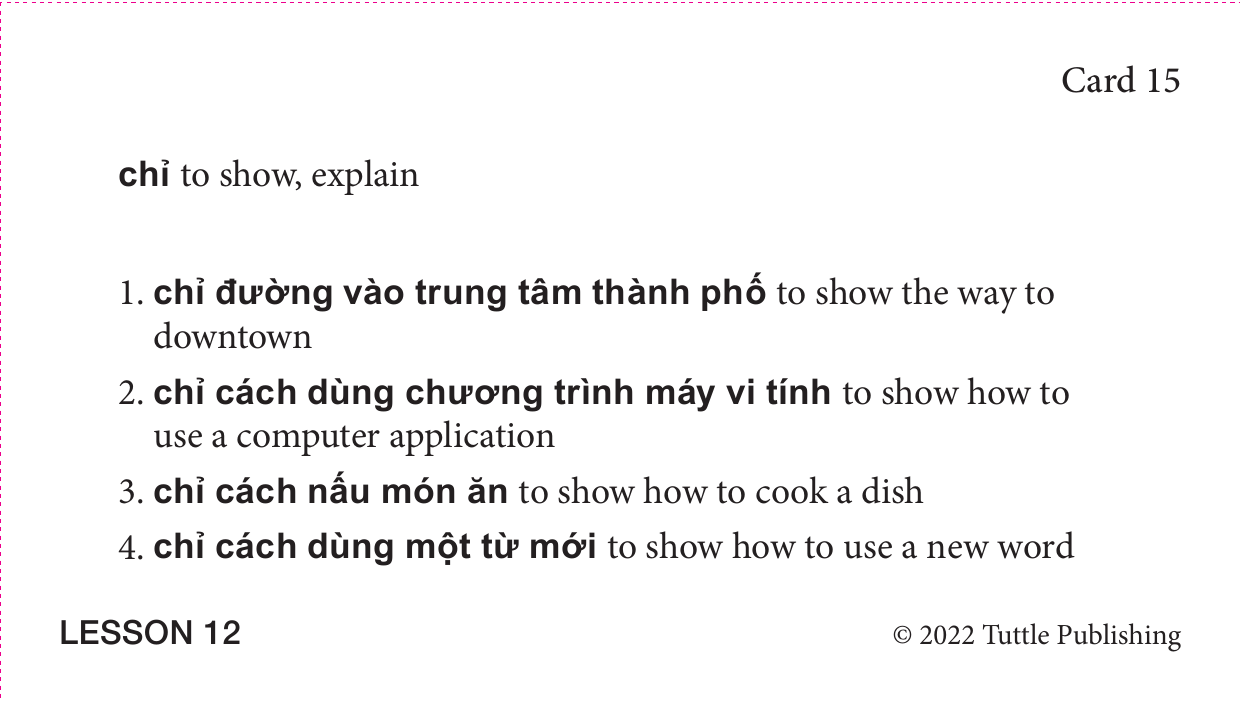 Card 15
chỉ to show, explain
1. chỉ đường vào trung tâm thành phố to show the way to
downtown
2. chỉ cách dùng chương trình máy vi tính to show how to
use a computer application
3. chỉ cách nấu món ăn to show how to cook a dish
4. chỉ cách dùng một từ mới to show how to use a new word
LESSON 12
© 2022 Tuttle Publishing